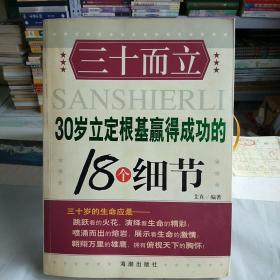 三十而立
SANSHIERLI
30岁立定根基赢得成功的
18个细节
艾真／编著
三十岁的生命应是——
跳跃着的火花，演绎着生命的精彩；
喷涌而出的熔岩，展示着生命的激情；
翱翔万里的雄鹰，拥有俯视天下的胸怀！
海潮出版社